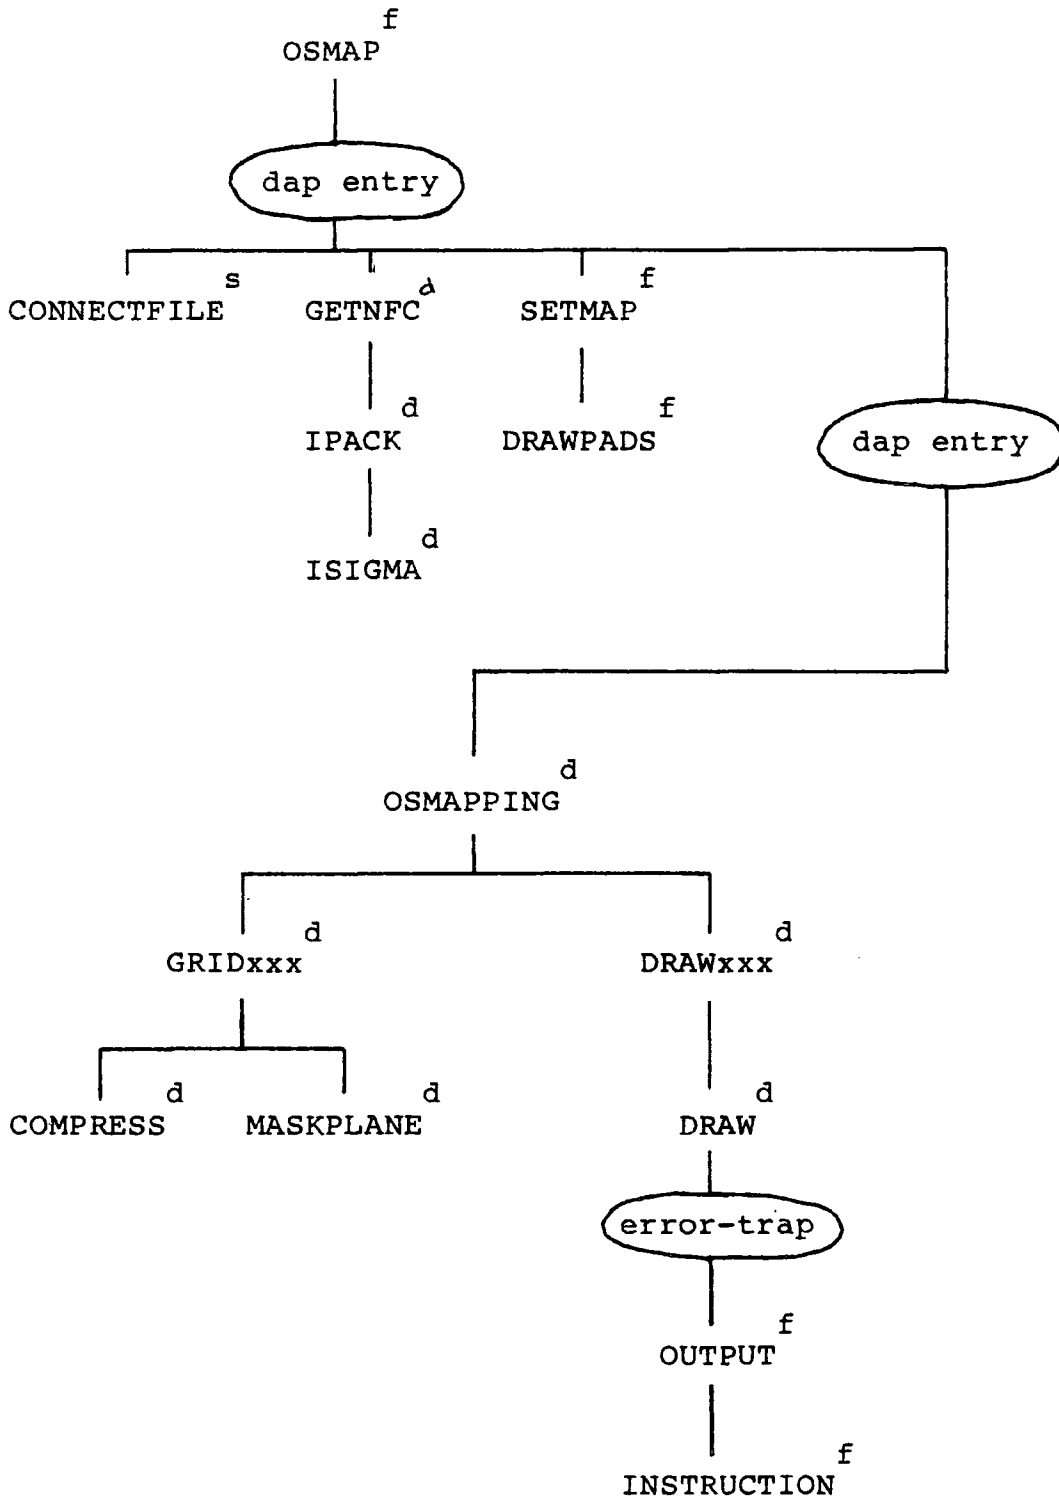 OSMAP f
dap entry
CONNECTFILE s GETNFC d SETMAP f
IPACK d DRAWPADS f dap entry
ISIGMA d
OSMAPPING d
GRIDxxx d DRAWxxx d
COMPRESS d MASKPLANE d DRAW d
error-trap
OUTPUT f
INSTRUCTION f